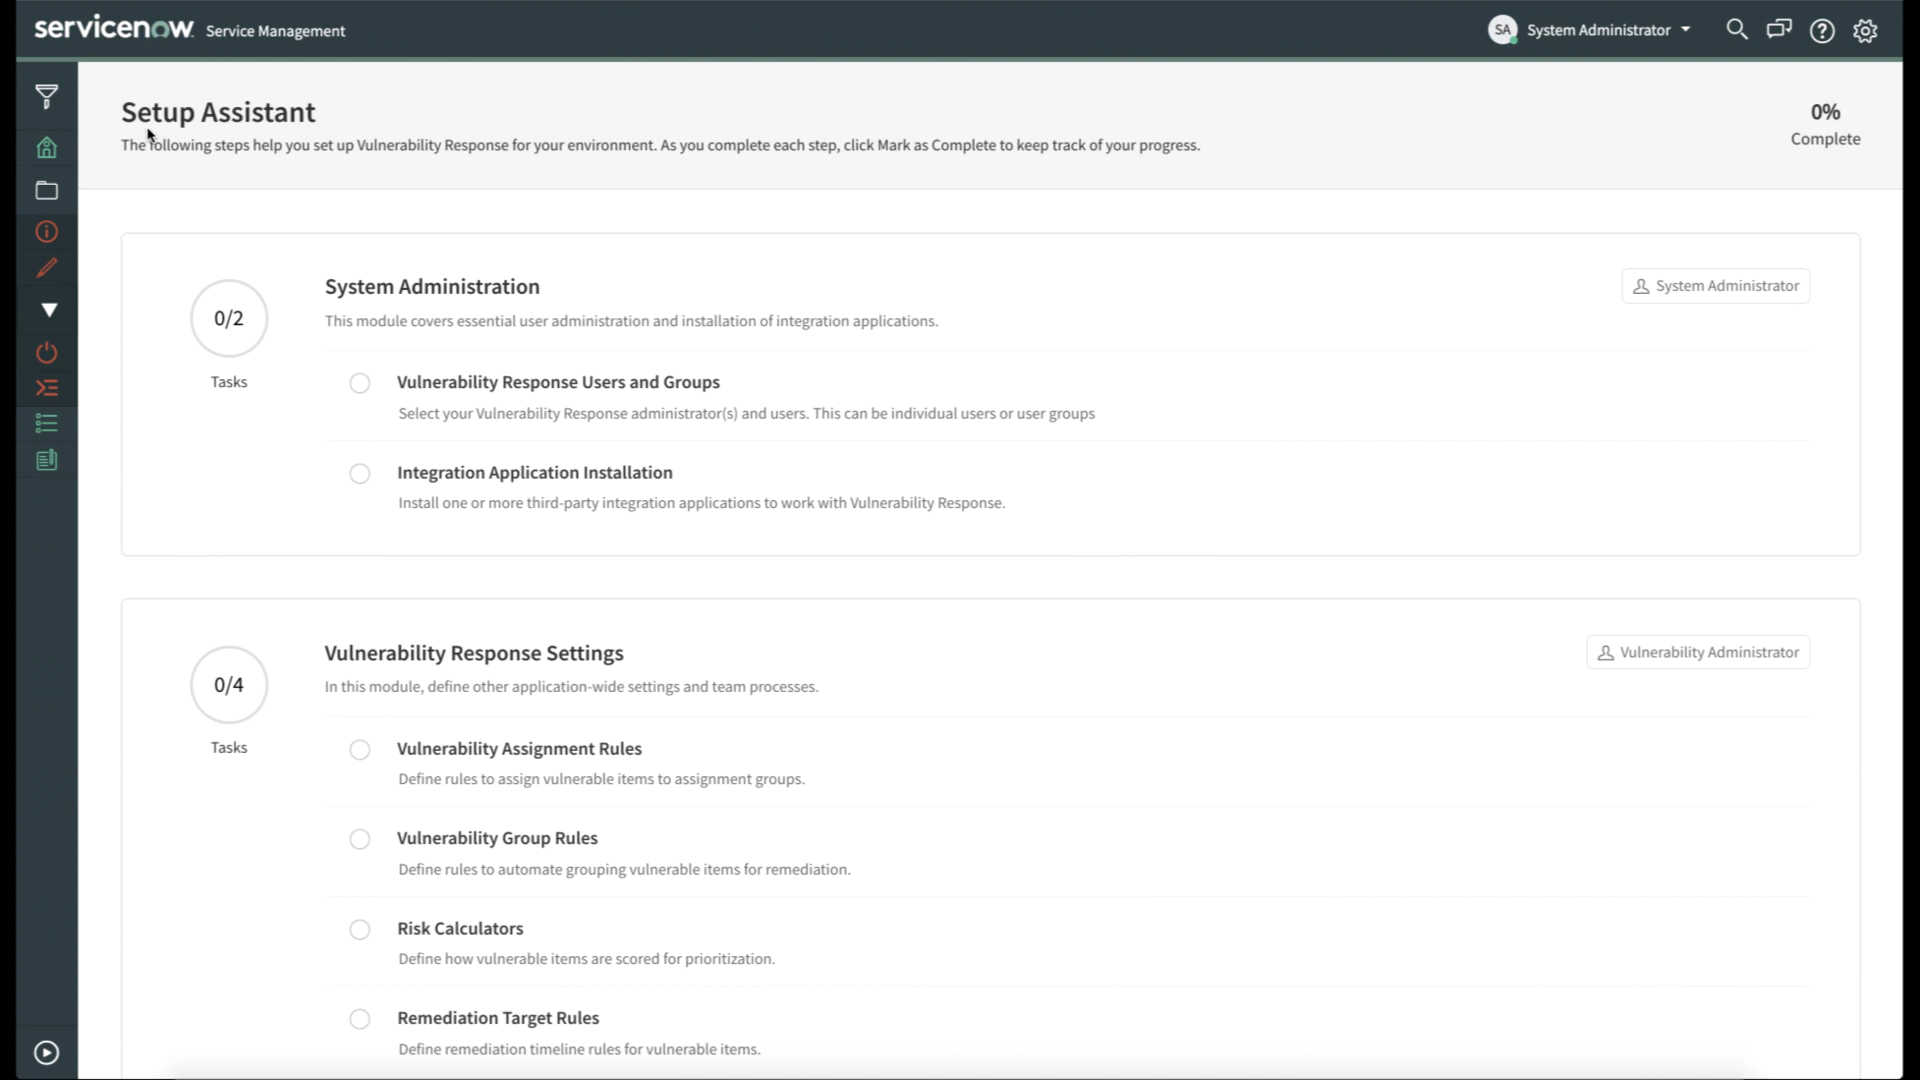 servicenow Service Management
SA System Administrator
Setup Assistant
The following steps help you set up Vulnerability Response for your environment. As you complete each step, click Mark as Complete to keep track of your progress.
0%
Complete
0/2
Tasks
System Administration
System Administrator
This module covers essential user administration and installation of integration applications.
Vulnerability Response Users and Groups
Select your Vulnerability Response administrator(s) and users. This can be individual users or user groups
Integration Application Installation
Install one or more third-party integration applications to work with Vulnerability Response.
0/4
Tasks
Vulnerability Response Settings
Vulnerability Administrator
In this module, define other application-wide settings and team processes.
Vulnerability Assignment Rules
Define rules to assign vulnerable items to assignment groups.
Vulnerability Group Rules
Define rules to automate grouping vulnerable items for remediation.
Risk Calculators
Define how vulnerable items are scored for prioritization.
Remediation Target Rules
Define remediation timeline rules for vulnerable items.